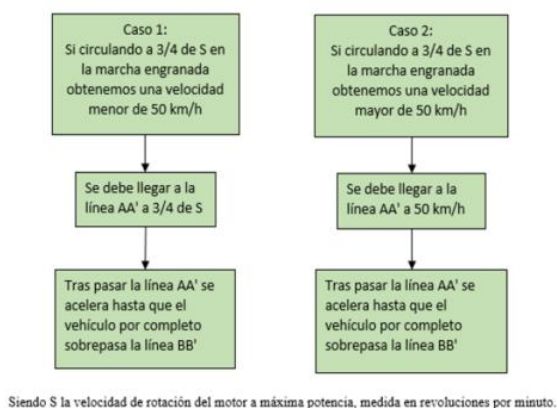 Caso 1:
Si circulando a 3/4 de S en
la marcha engranada
obtenemos una velocidad
menor de 50 km/h
Se debe llegar a la
línea AA' a 3/4 de S
Tras pasar la línea AA' se
acelera hasta que el
vehículo por completo
sobrepasa la línea BB'
Caso 2:
Si circulando a 3/4 de S en
la marcha engranada
obtenemos una velocidad
mayor de 50 km/h
Se debe llegar a la
línea AA' a 50 km/h
Tras pasar la línea AA' se
acelera hasta que el
vehículo por completo
sobrepasa la línea BB'
Siendo S la velocidad de rotación del motor a máxima potencia, medida en revoluciones por minuto.